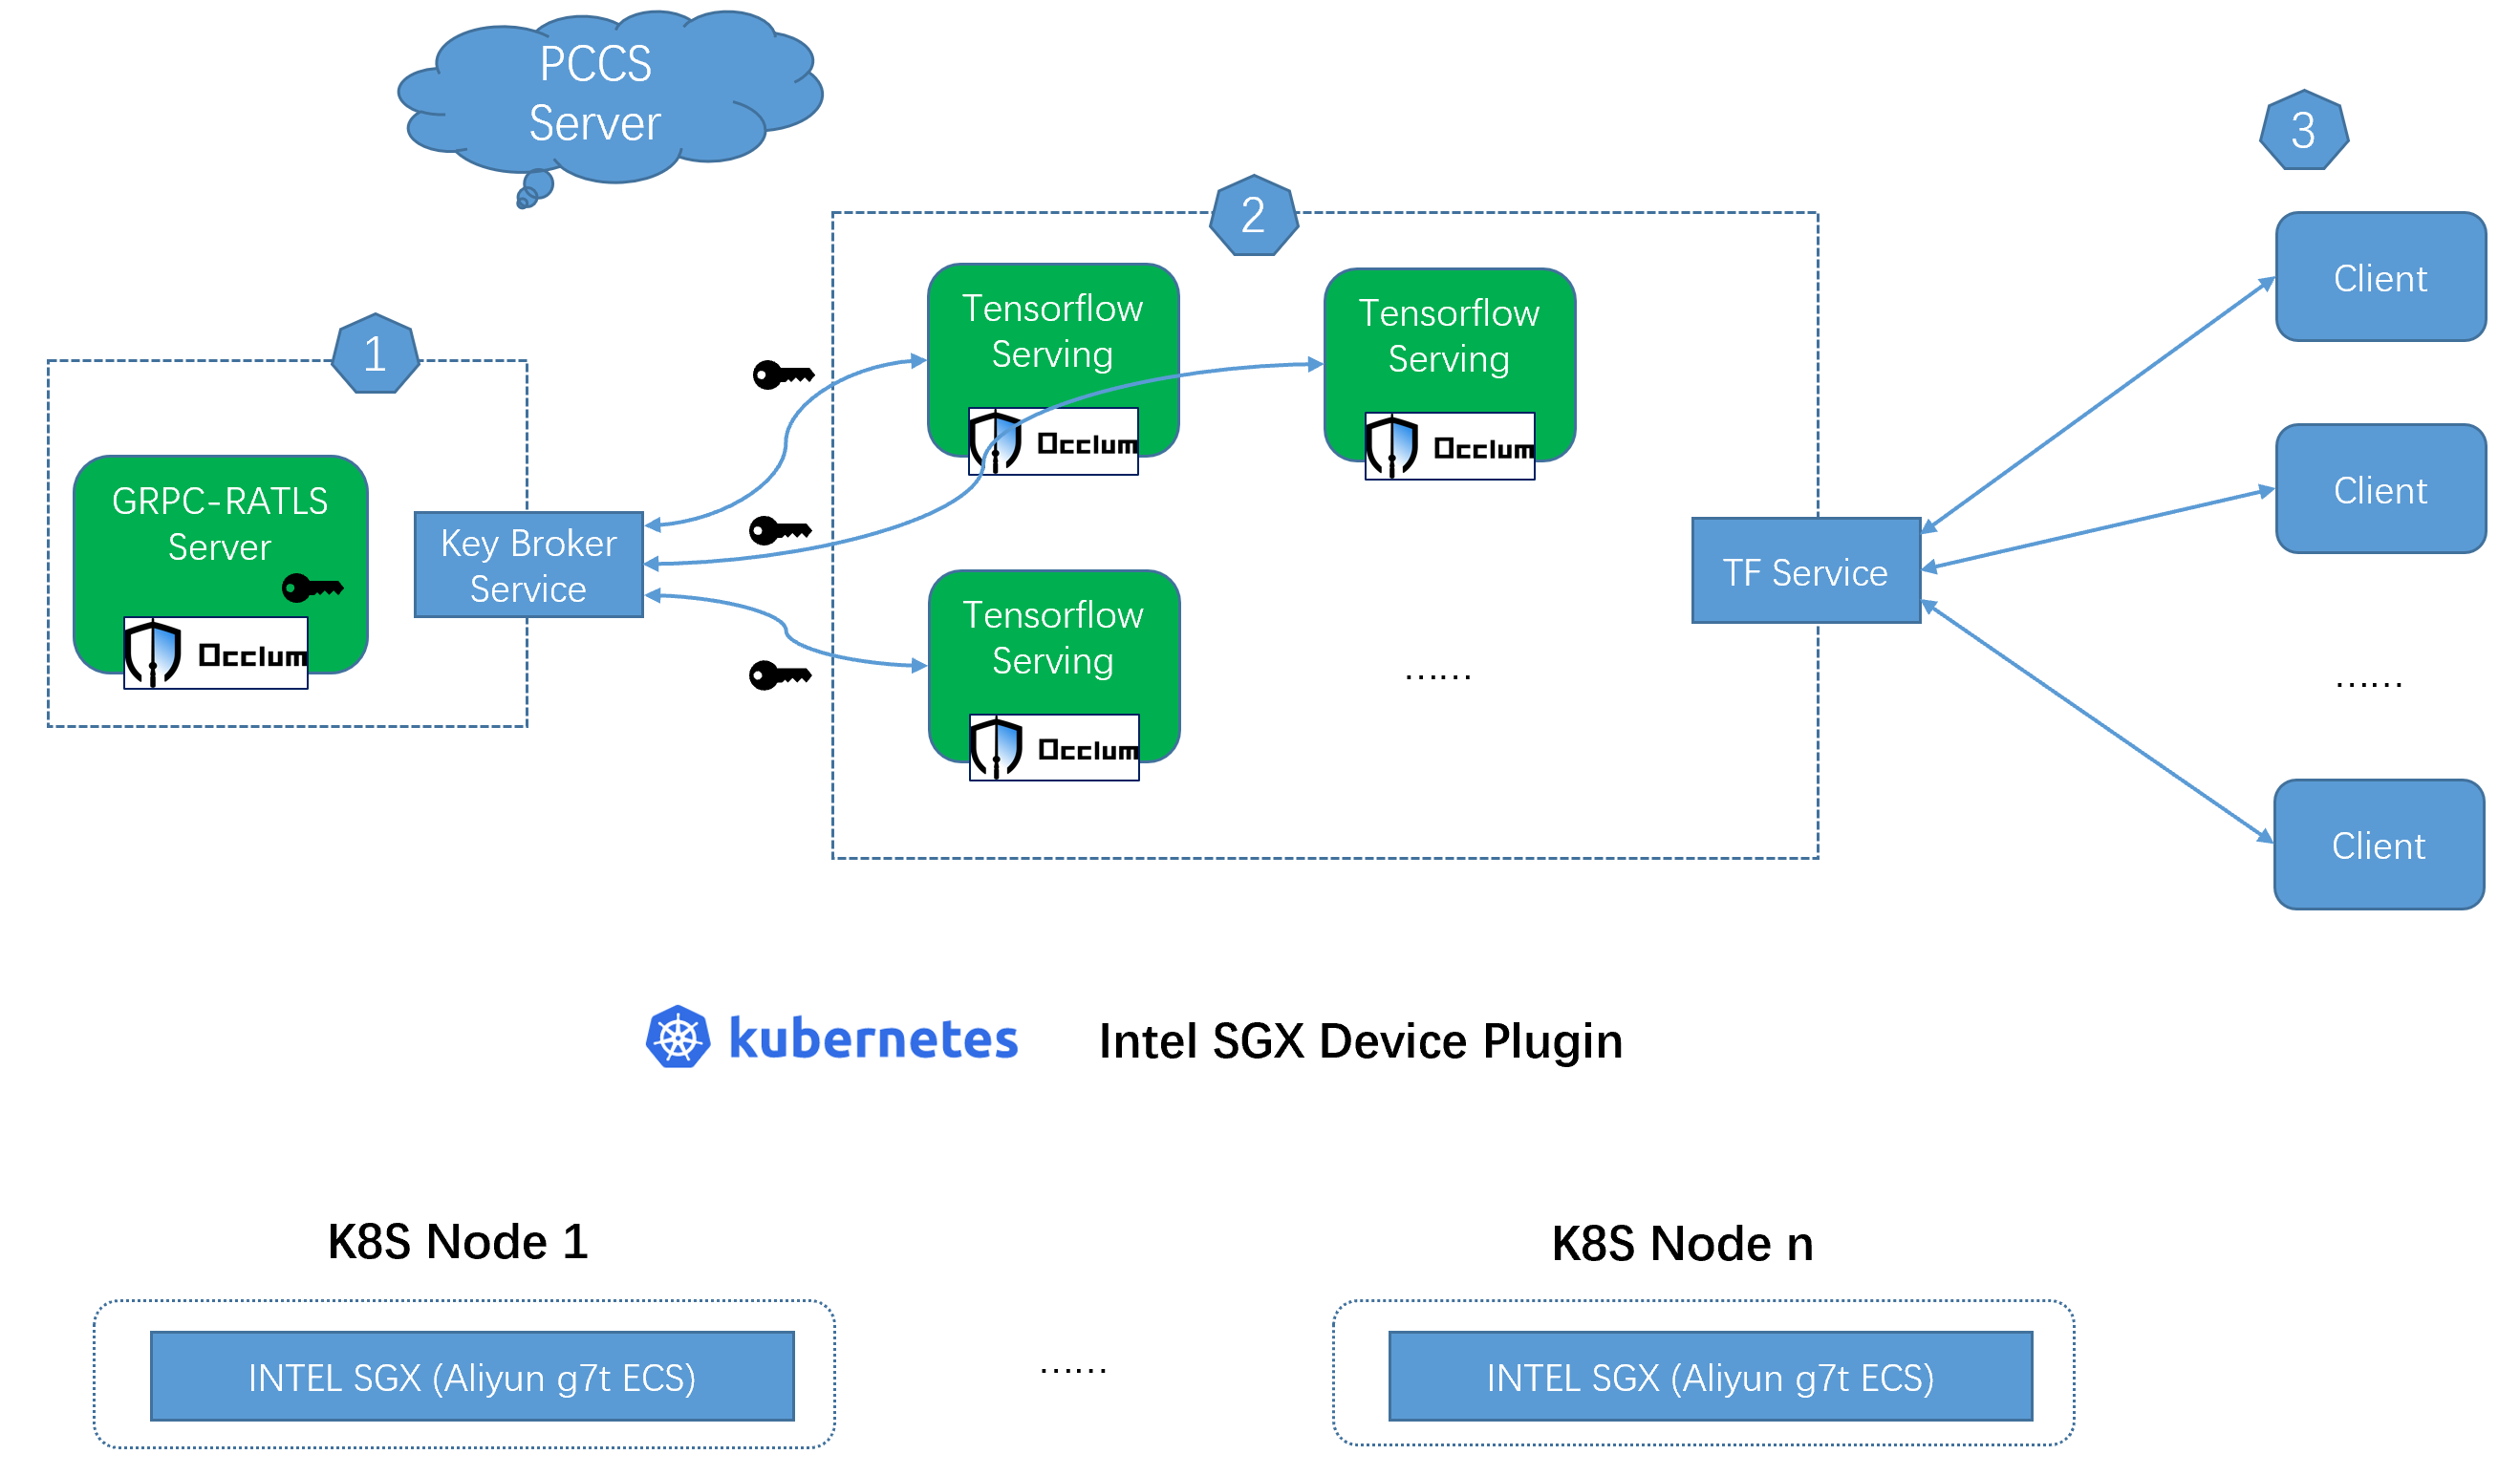 PCCS
Server
3
2
Client
Tensorflow
Serving
Tensorflow
Serving
1
Occlum
Occlum
GRPC-RATLS
Server
Occlum
Key Broker
Service
Client
TF Service
Tensorflow
Serving
Occlum
......
......
Client
kubernetes
Intel SGX Device Plugin
K8S Node 1
K8S Node n
INTEL SGX (Aliyun g7t ECS)
......
INTEL SGX (Aliyun g7t ECS)